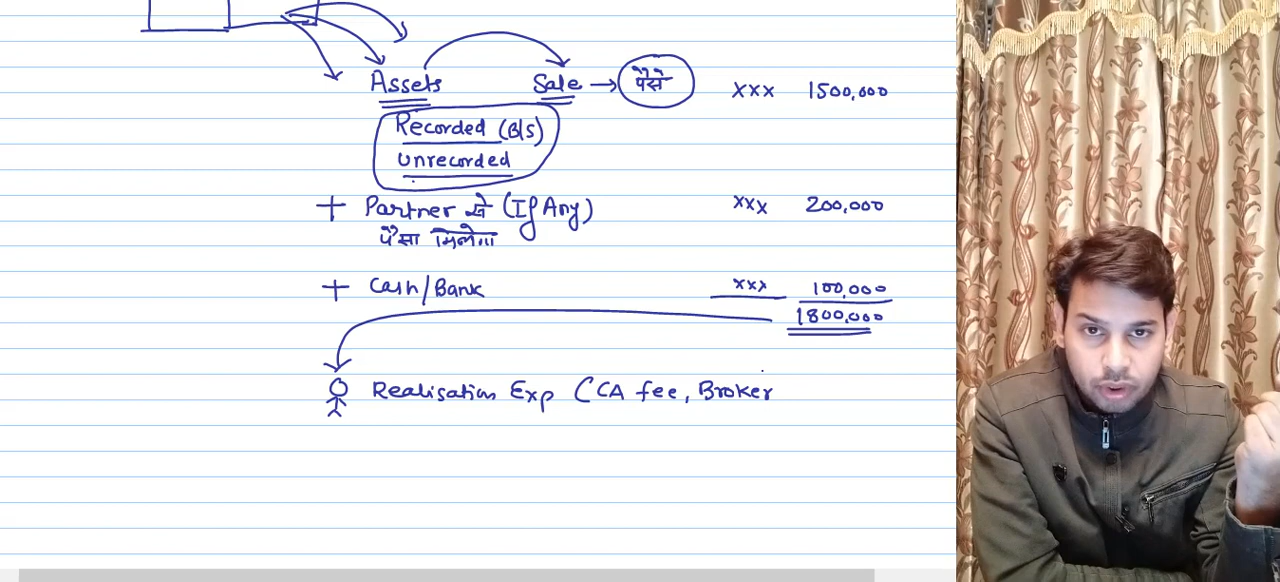 Assets Sale → पैसे xxx 1500,000
Recorded (B/s)
Unrecorded
+ Partner से (If Any) xxx 200,000
पैसा मिलेगा
+ Cash/Bank xxx 100,000
1800,000
Realisation Exp (CA fee, Broker